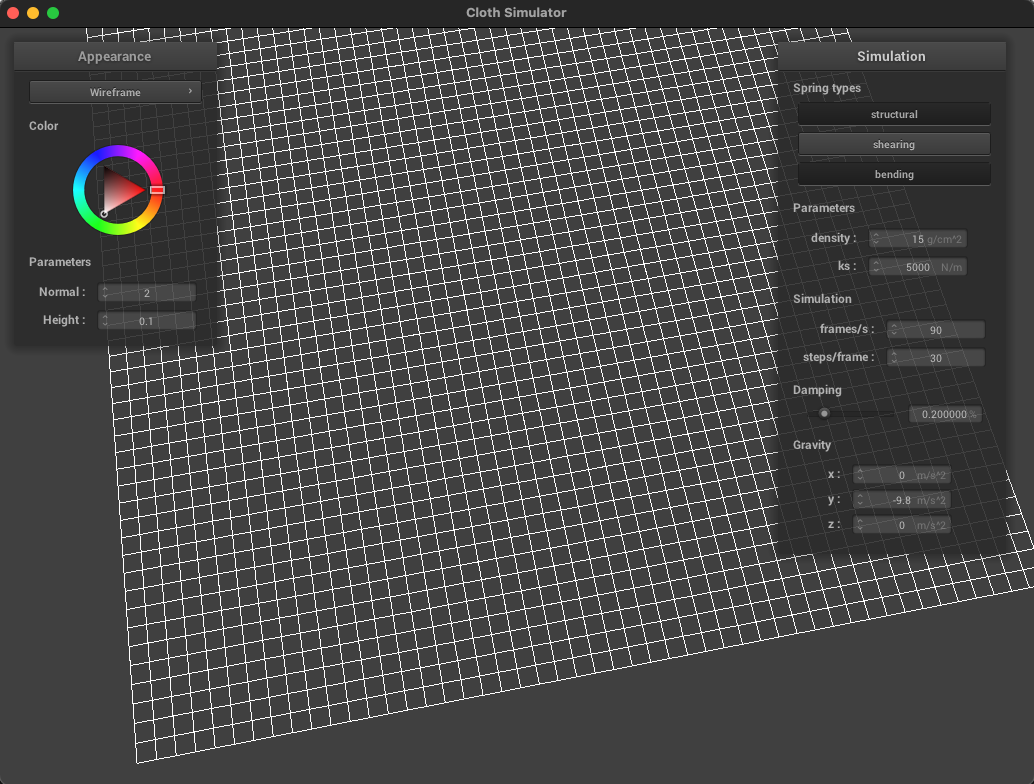 Cloth Simulator
Appearance
Wireframe ›
Color
Parameters
Normal : 2
Height : 0.1
Simulation
Spring types
structural
shearing
bending
Parameters
density : 15 g/cm^2
ks : 5000 N/m
Simulation
frames/s : 90
steps/frame : 30
Damping
0.200000 %
Gravity
x : 0 m/s^2
y : -9.8 m/s^2
z : 0 m/s^2